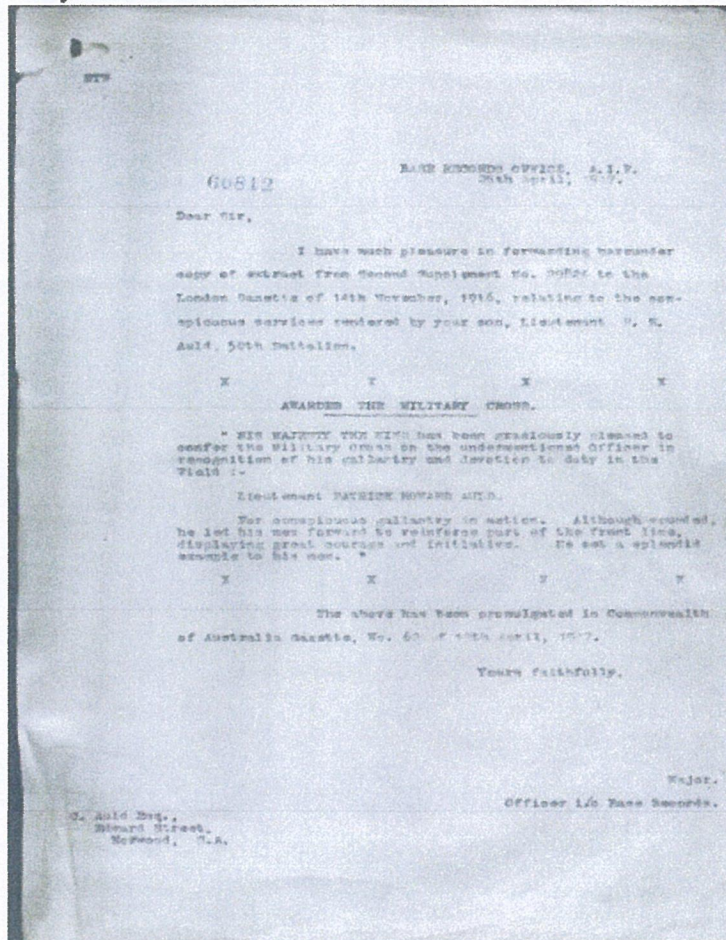 60812
BASE RECORDS OFFICE, A.I.F.
April,
Dear Sir,
I have much pleasure in forwarding hereunder
copy of extract from Second Supplement No. to the
London Gazette of 14th November, 1916, relating to the con-
spicuous services rendered by your son, Lieutenant P. H.
Auld, 50th Battalion.
X X X X
AWARDED THE MILITARY CROSS.
" HIS MAJESTY THE KING has been graciously pleased to
confer the Military Cross on the undermentioned Officer in
recognition of his gallantry and devotion to duty in the
Field :-
Lieutenant PATRICK HOWARD AULD.
For conspicuous gallantry in action. Although wounded,
he led his men forward to reinforce part of the front line,
displaying great courage and initiative. He set a splendid
example to his men. "
X X X X
The above has been promulgated in Commonwealth
of Australia Gazette, No. of April,
Yours faithfully,
Major.
Officer i/c Base Records.
Auld Esq.,
Edward Street,
Norwood, S.A.